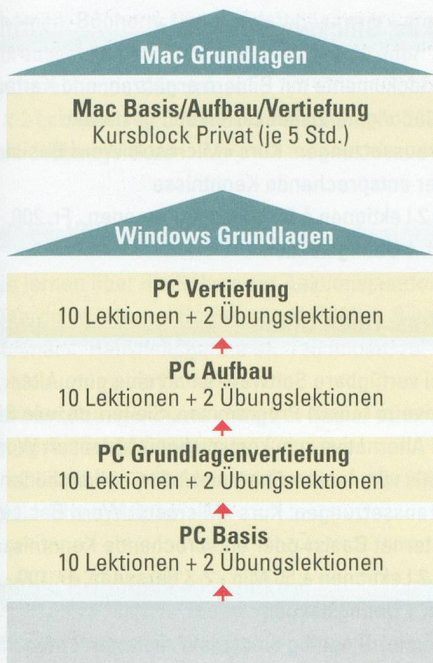 Mac Grundlagen
Mac Basis/Aufbau/Vertiefung
Kursblock Privat (je 5 Std.)
Windows Grundlagen
PC Vertiefung
10 Lektionen + 2 Übungslektionen
PC Aufbau
10 Lektionen + 2 Übungslektionen
PC Grundlagenvertiefung
10 Lektionen + 2 Übungslektionen
PC Basis
10 Lektionen + 2 Übungslektionen